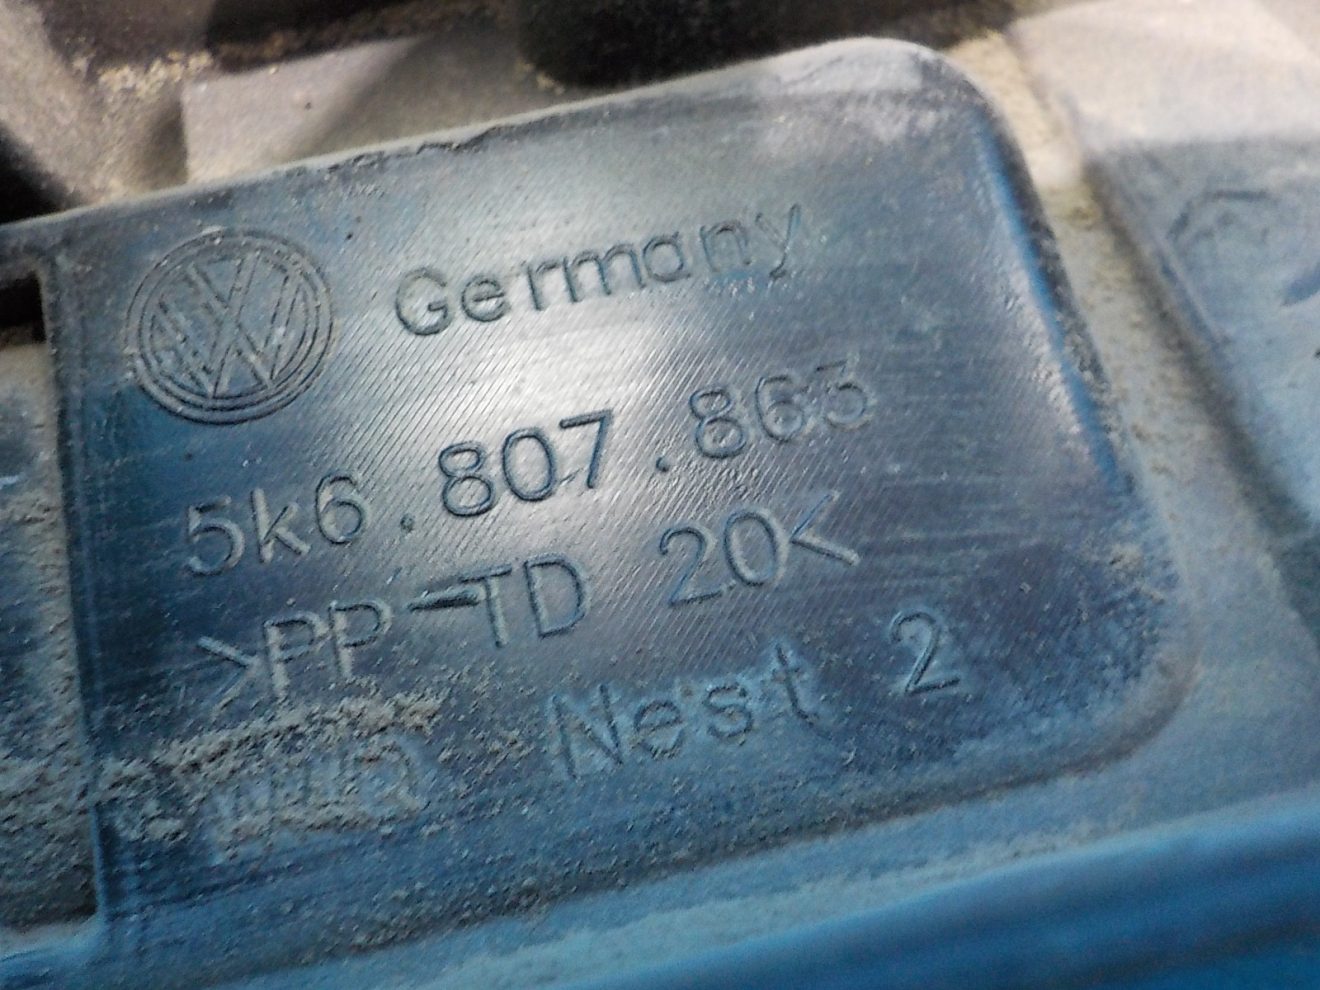 Germany
5k6.807.863
>PP-TD 20<
Nest 2